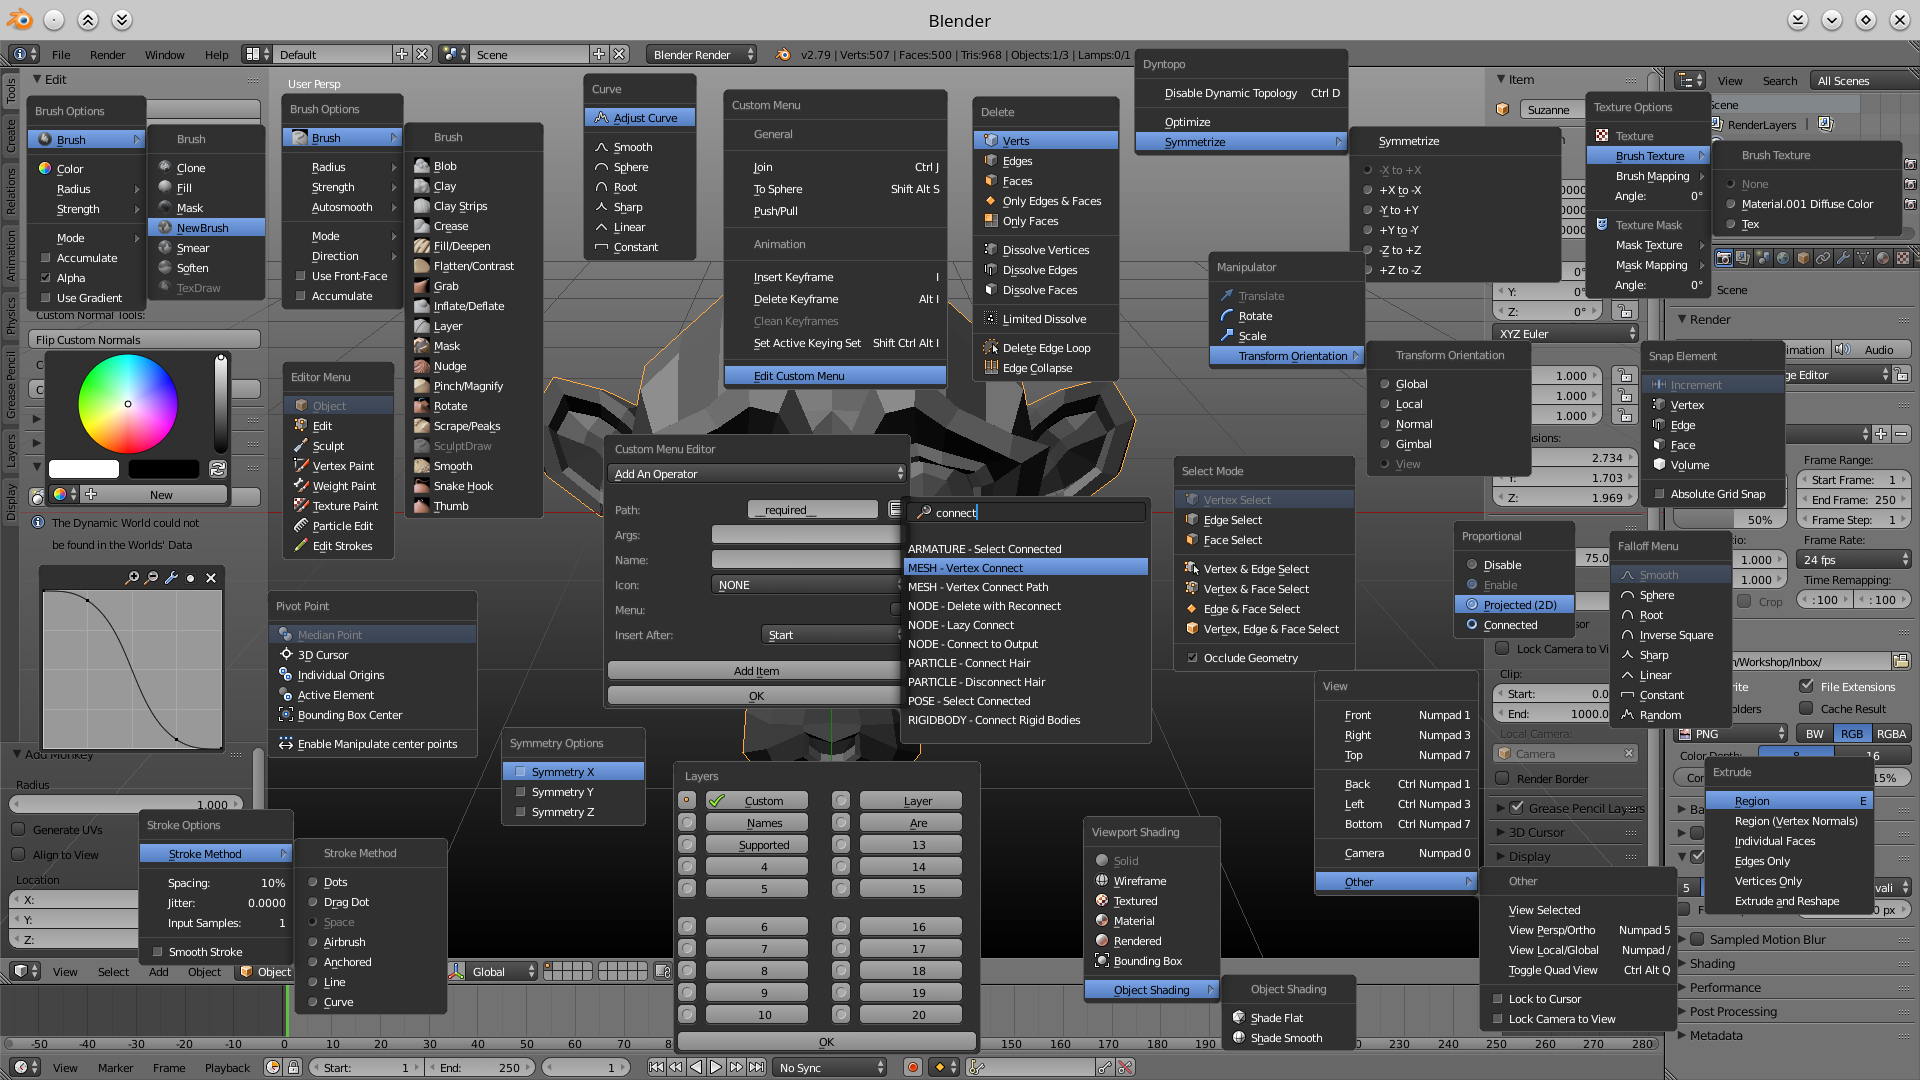 Blender
File Render Window Help Default Scene Blender Render v2.79 | Verts:507 | Faces:500 | Tris:968 | Objects:1/3 | Lamps:0/1
Tools
Create
Relations
Animation
Physics
Grease Pencil
Layers
Display
Edit
Brush Options
Brush
Color
Radius
Strength
Mode
Accumulate
Alpha
Use Gradient
Brush
Clone
Fill
Mask
NewBrush
Smear
Soften
TexDraw
Custom Normal Tools:
Flip Custom Normals
New
The Dynamic World could not
be found in the Worlds' Data
Add Monkey
Radius
1.000
Generate UVs
Align to View
Location
X:
Y:
Z:
Stroke Options
Stroke Method
Spacing: 10%
Jitter: 0.0000
Input Samples: 1
Smooth Stroke
Stroke Method
Dots
Drag Dot
Space
Airbrush
Anchored
Line
Curve
User Persp
Brush Options
Brush
Radius
Strength
Autosmooth
Mode
Direction
Use Front-Face
Accumulate
Brush
Blob
Clay
Clay Strips
Crease
Fill/Deepen
Flatten/Contrast
Grab
Inflate/Deflate
Layer
Mask
Nudge
Pinch/Magnify
Rotate
Scrape/Peaks
SculptDraw
Smooth
Snake Hook
Thumb
Editor Menu
Object
Edit
Sculpt
Vertex Paint
Weight Paint
Texture Paint
Particle Edit
Edit Strokes
Pivot Point
Median Point
3D Cursor
Individual Origins
Active Element
Bounding Box Center
Enable Manipulate center points
Symmetry Options
Symmetry X
Symmetry Y
Symmetry Z
Curve
Adjust Curve
Smooth
Sphere
Root
Sharp
Linear
Constant
Custom Menu
General
Join Ctrl J
To Sphere Shift Alt S
Push/Pull
Animation
Insert Keyframe I
Delete Keyframe Alt I
Clean Keyframes
Set Active Keying Set Shift Ctrl Alt I
Edit Custom Menu
Delete
Verts
Edges
Faces
Only Edges & Faces
Only Faces
Dissolve Vertices
Dissolve Edges
Dissolve Faces
Limited Dissolve
Delete Edge Loop
Edge Collapse
Custom Menu Editor
Add An Operator
Path: __required__
Args:
Name:
Icon: NONE
Menu:
Insert After: Start
Add Item
OK
connect
ARMATURE - Select Connected
MESH - Vertex Connect
MESH - Vertex Connect Path
NODE - Delete with Reconnect
NODE - Lazy Connect
NODE - Connect to Output
PARTICLE - Connect Hair
PARTICLE - Disconnect Hair
POSE - Select Connected
RIGIDBODY - Connect Rigid Bodies
Layers
Custom Layer
Names Are
Supported 13
4 14
5 15
6 16
7 17
8 18
9 19
10 20
OK
Dyntopo
Disable Dynamic Topology Ctrl D
Optimize
Symmetrize
Symmetrize
-X to +X
+X to -X
-Y to +Y
+Y to -Y
-Z to +Z
+Z to -Z
Manipulator
Translate
Rotate
Scale
Transform Orientation
Transform Orientation
Global
Local
Normal
Gimbal
View
Select Mode
Vertex Select
Edge Select
Face Select
Vertex & Edge Select
Vertex & Face Select
Edge & Face Select
Vertex, Edge & Face Select
Occlude Geometry
View
Front Numpad 1
Right Numpad 3
Top Numpad 7
Back Ctrl Numpad 1
Left Ctrl Numpad 3
Bottom Ctrl Numpad 7
Camera Numpad 0
Other
Other
View Selected
View Persp/Ortho Numpad 5
View Local/Global Numpad /
Toggle Quad View Ctrl Alt Q
Lock to Cursor
Lock Camera to View
Viewport Shading
Solid
Wireframe
Textured
Material
Rendered
Bounding Box
Object Shading
Object Shading
Shade Flat
Shade Smooth
Item
Suzanne
0°
Y: 0°
Z: 0°
XYZ Euler
1.000
1.000
1.000
2.734
1.703
Z: 1.969
75.0
Lock Camera to Vi
Clip:
Start: 0.0
End: 1000.0
Local Camera:
Camera
Render Border
Grease Pencil Layers
3D Cursor
Display
Proportional
Disable
Enable
Projected (2D)
Connected
Falloff Menu
Smooth
Sphere
Root
Inverse Square
Sharp
Linear
Constant
Random
Snap Element
Increment
Vertex
Edge
Face
Volume
Absolute Grid Snap
View Search All Scenes
Scene
RenderLayers
Texture Options
Texture
Brush Texture
Brush Mapping
Angle: 0°
Texture Mask
Mask Texture
Mask Mapping
Angle: 0°
Brush Texture
None
Material.001 Diffuse Color
Tex
Scene
Render
Audio
Frame Range:
Start Frame: 1
End Frame: 250
50% Frame Step: 1
Frame Rate:
1.000 24 fps
1.000 Time Remapping:
Crop :100 :100
/Workshop/Inbox/
File Extensions
Cache Result
PNG BW RGB RGBA
Color Depth: 8 16
15%
Extrude
Region E
Region (Vertex Normals)
Individual Faces
Edges Only
Vertices Only
Extrude and Reshape
Sampled Motion Blur
Shading
Performance
Post Processing
Metadata
View Select Add Object Object Global
-50 -40 -30 -20 -10 0 10 20 30 40 50 60 70 150 160 170 180 190 220 230 240 250 260 270 280
View Marker Frame Playback Start: 1 End: 250 1 No Sync